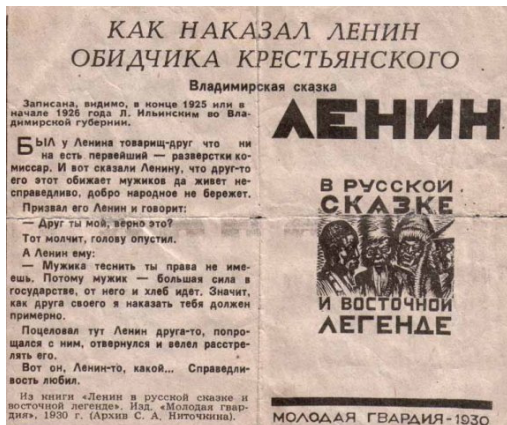 КАК НАКАЗАЛ ЛЕНИН
ОБИДЧИКА КРЕСТЬЯНСКОГО
Владимирская сказка
Записана, видимо, в конце 1925 или в
начале 1926 года Л. Ильинским во Вла-
димирской губернии.
БЫЛ у Ленина товарищ-друг что ни
на есть первейший — разверстки ко-
миссар. И вот сказали Ленину, что друг-то
его этот обижает мужиков да живет не-
справедливо, добро народное не бережет.
Призвал его Ленин и говорит:
— Друг ты мой, верно это?
Тот молчит, голову опустил.
А Ленин ему:
— Мужика теснить ты права не име-
ешь. Потому мужик — большая сила в
государстве, от него и хлеб идет. Значит,
как друга своего я наказать тебя должен
примерно.
Поцеловал тут Ленин друга-то, попро-
щался с ним, отвернулся и велел расстре-
лять его.
Вот он, Ленин-то, какой... Справедли-
вость любил.
Из книги «Ленин в русской сказке и
восточной легенде». Изд. «Молодая гвар-
дия», 1930 г. (Архив С. А. Ниточкина).
ЛЕНИН
В РУССКОЙ
СКАЗКЕ
И ВОСТОЧНОЙ
ЛЕГЕНДЕ
МОЛОДАЯ ГВАРДИЯ-1930